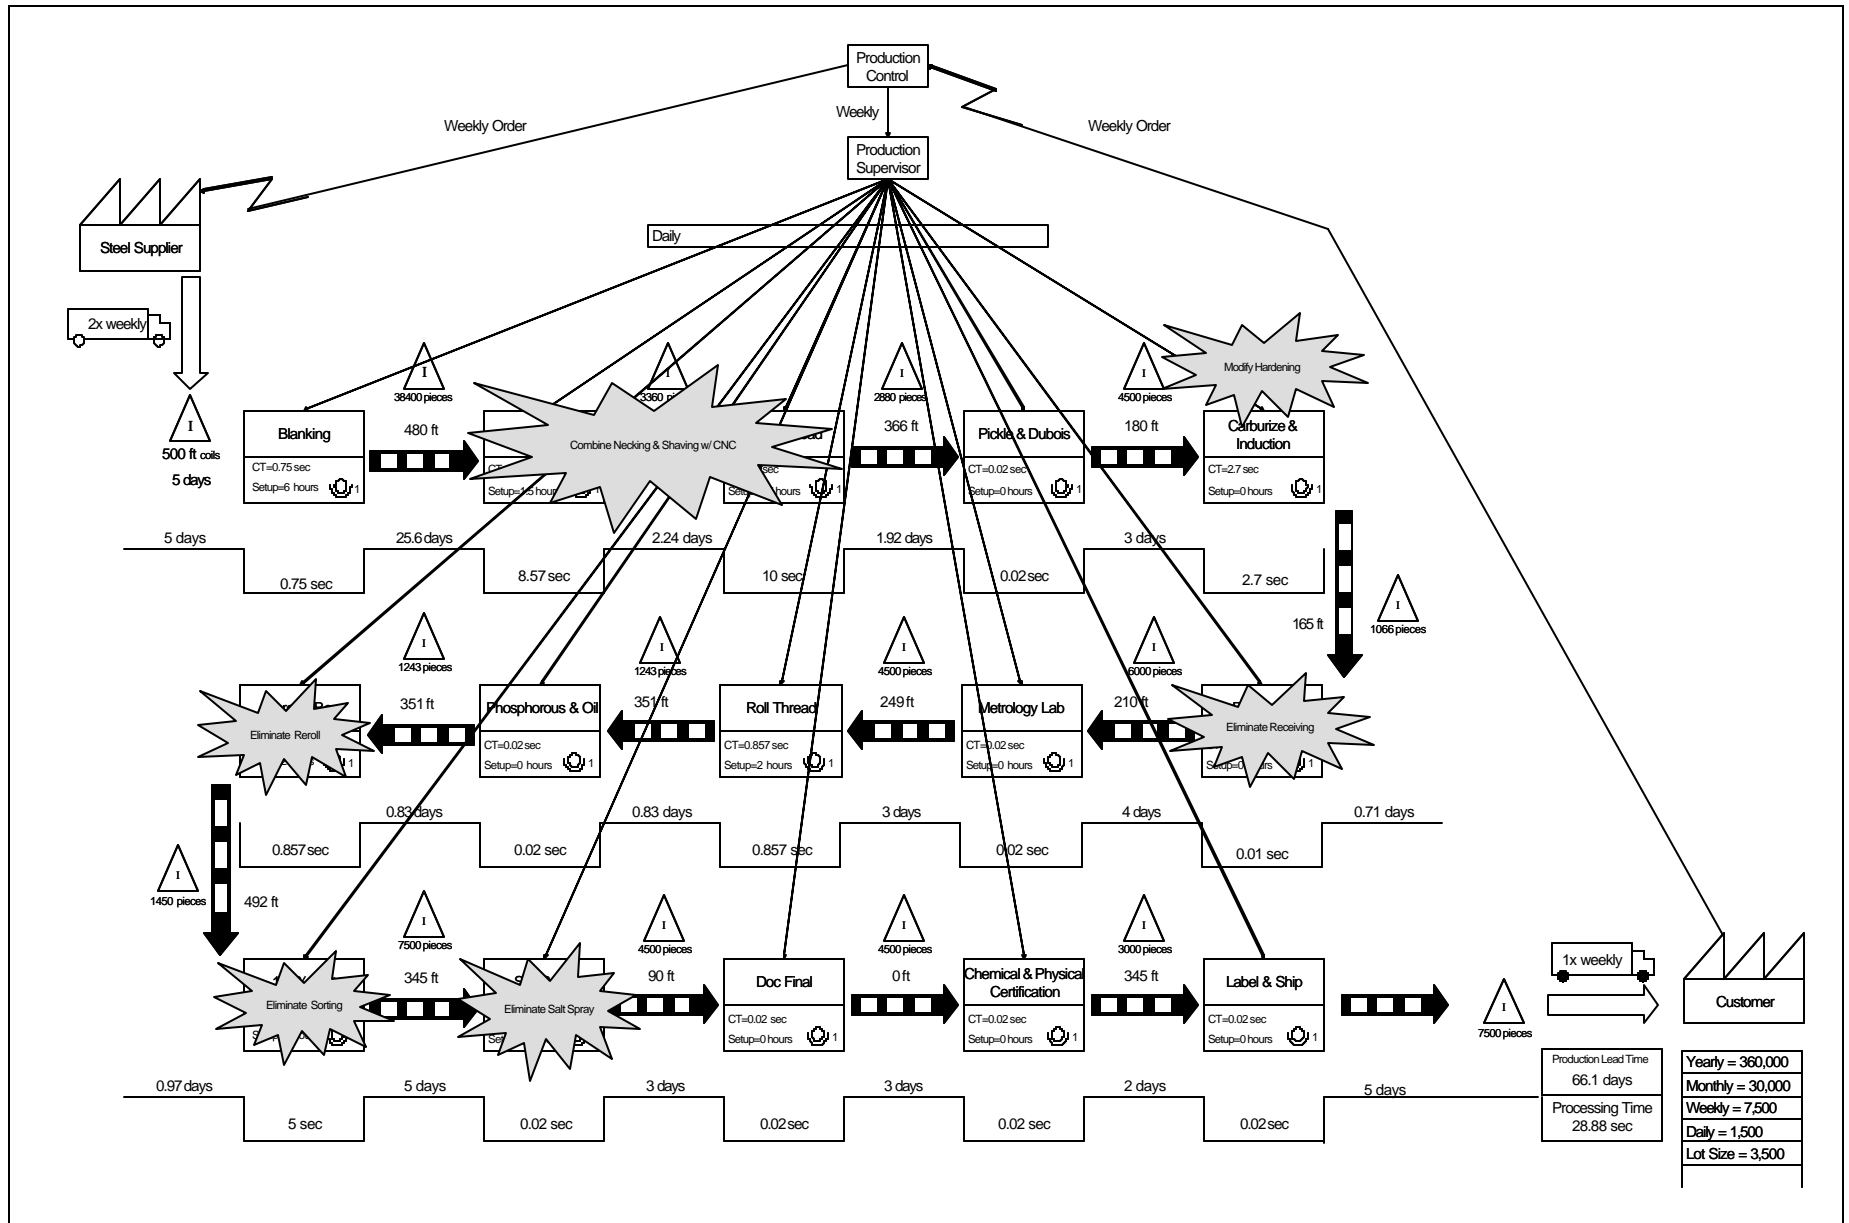 Production
Control
Weekly
Weekly Order
Weekly Order
Production
Supervisor
Daily
Steel Supplier
2x weekly
I
500 ft coils
5 days
I
38400 pieces
I
3360
I
2880 pieces
I
4500 pieces
Modify Hardening
Blanking
CT=0.75 sec
Setup=6 hours
1
480 ft
Combine Necking & Shaving w/ CNC
366 ft
Pickle & Dubois
CT=0.02 sec
Setup=0 hours
1
180 ft
Carburize &
Induction
CT=2.7 sec
Setup=0 hours
1
5 days
25.6 days
2.24 days
1.92 days
3 days
0.75 sec
8.57 sec
10 sec
0.02 sec
2.7 sec
165 ft
I
1066 pieces
I
1243 pieces
I
1243 pieces
I
4500 pieces
I
6000 pieces
Eliminate Reroll
1
351 ft
Phosphorous & Oil
CT=0.02 sec
Setup=0 hours
1
351 ft
Roll Thread
CT=0.857 sec
Setup=2 hours
1
249 ft
Metrology Lab
CT=0.02 sec
Setup=0 hours
1
210 ft
Eliminate Receiving
1
0.83 days
0.83 days
3 days
4 days
0.71 days
0.857 sec
0.02 sec
0.857 sec
0.02 sec
0.01 sec
I
1450 pieces
492 ft
I
7500 pieces
I
4500 pieces
I
4500 pieces
I
3000 pieces
Eliminate Sorting
345 ft
Eliminate Salt Spray
90 ft
Doc Final
CT=0.02 sec
Setup=0 hours
1
0 ft
Chemical & Physical
Certification
CT=0.02 sec
Setup=0 hours
1
345 ft
Label & Ship
CT=0.02 sec
Setup=0 hours
1
I
7500 pieces
1x weekly
Customer
0.97 days
5 days
3 days
3 days
2 days
5 days
5 sec
0.02 sec
0.02 sec
0.02 sec
0.02 sec
Production Lead Time
66.1 days
Processing Time
28.88 sec
Yearly = 360,000
Monthly = 30,000
Weekly = 7,500
Daily = 1,500
Lot Size = 3,500